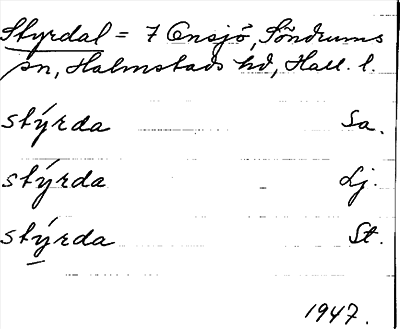 Styrdal = 7 Ensjö, Söndrums
sn, Halmstads hd, Hall. l.
stýrda Sa.
stýrda Lj.
stýrda St.
1947.